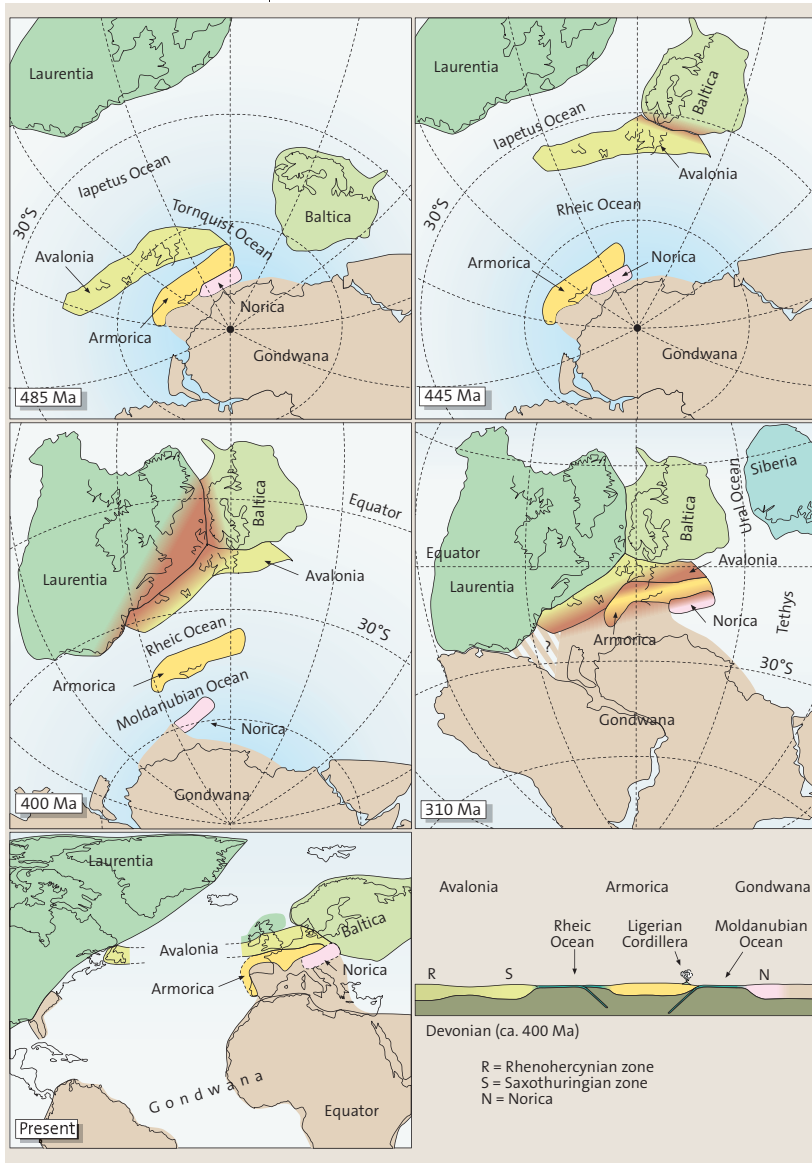 Laurentia
Iapetus Ocean
Tornquist Ocean
Baltica
30°S
Avalonia
Armorica
Norica
Gondwana
485 Ma
Laurentia
Baltica
Iapetus Ocean
Avalonia
30°S
Rheic Ocean
Armorica
Norica
Gondwana
445 Ma
Baltica
Equator
Laurentia
Avalonia
Rheic Ocean
30°S
Armorica
Moldanubian Ocean
Norica
Gondwana
400 Ma
Siberia
Ural Ocean
Baltica
Equator
Avalonia
Laurentia
Norica
Tethys
Armorica
?
30°S
Gondwana
310 Ma
Laurentia
Baltica
Avalonia
Norica
Armorica
Gondwana
Equator
Present
Avalonia Armorica Gondwana
Rheic Ocean
Ligerian Cordillera
Moldanubian Ocean
R S N
Devonian (ca. 400 Ma)
R = Rhenohercynian zone
S = Saxothuringian zone
N = Norica